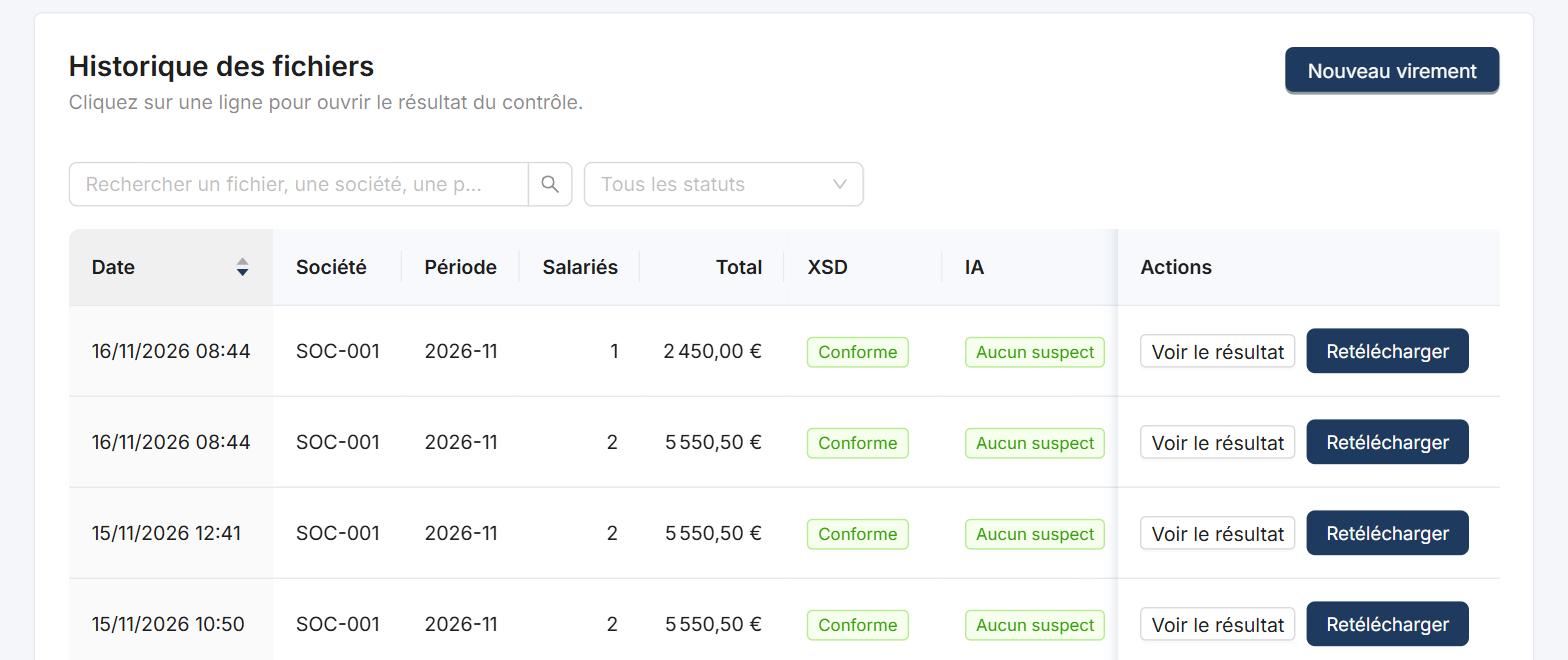 Historique des fichiers
Nouveau virement
Cliquez sur une ligne pour ouvrir le résultat du contrôle.
Rechercher un fichier, une société, une p... Tous les statuts
Date Société Période Salariés Total XSD IA Actions
16/11/2026 08:44 SOC-001 2026-11 1 2 450,00 € Conforme Aucun suspect Voir le résultat Retélécharger
16/11/2026 08:44 SOC-001 2026-11 2 5 550,50 € Conforme Aucun suspect Voir le résultat Retélécharger
15/11/2026 12:41 SOC-001 2026-11 2 5 550,50 € Conforme Aucun suspect Voir le résultat Retélécharger
15/11/2026 10:50 SOC-001 2026-11 2 5 550,50 € Conforme Aucun suspect Voir le résultat Retélécharger